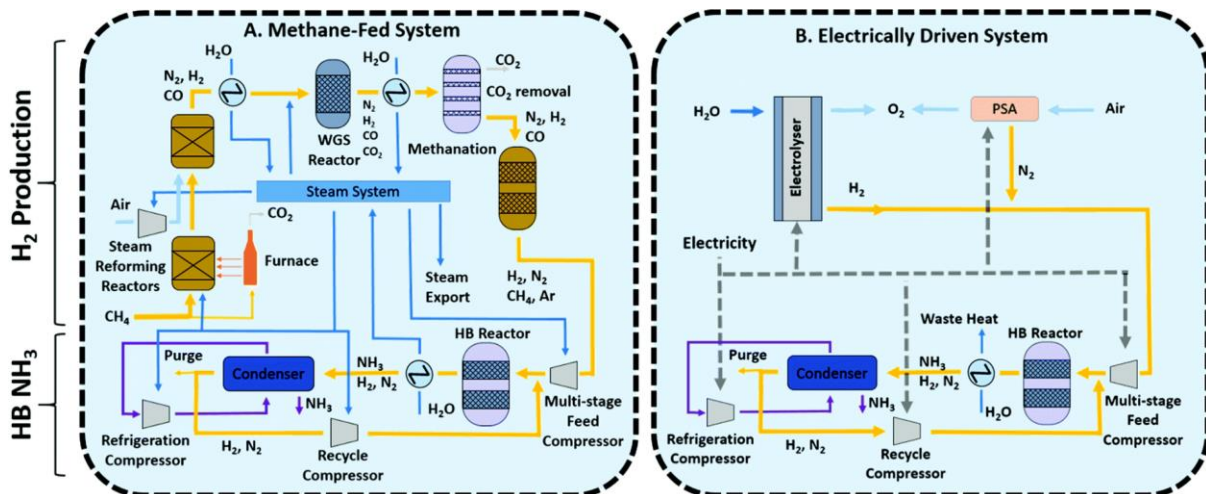 A. Methane-Fed System
H₂ Production
HB NH₃
H₂O
N₂, H₂
CO
WGS
Reactor
N₂
H₂
CO
CO₂
H₂O
CO₂
CO₂ removal
Methanation
N₂, H₂
CO
Steam System
Air
CO₂
Steam
Reforming
Reactors
Furnace
Steam
Export
H₂, N₂
CH₄, Ar
CH₄
Purge
Condenser
NH₃
NH₃
H₂, N₂
H₂O
HB Reactor
Multi-stage
Feed
Compressor
Refrigeration
Compressor
H₂, N₂
Recycle
Compressor
B. Electrically Driven System
H₂O
Electrolyser
O₂
PSA
Air
N₂
H₂
Electricity
Waste Heat
HB Reactor
Purge
Condenser
NH₃
NH₃
H₂, N₂
H₂O
Multi-stage
Feed
Compressor
Refrigeration
Compressor
H₂, N₂
Recycle
Compressor